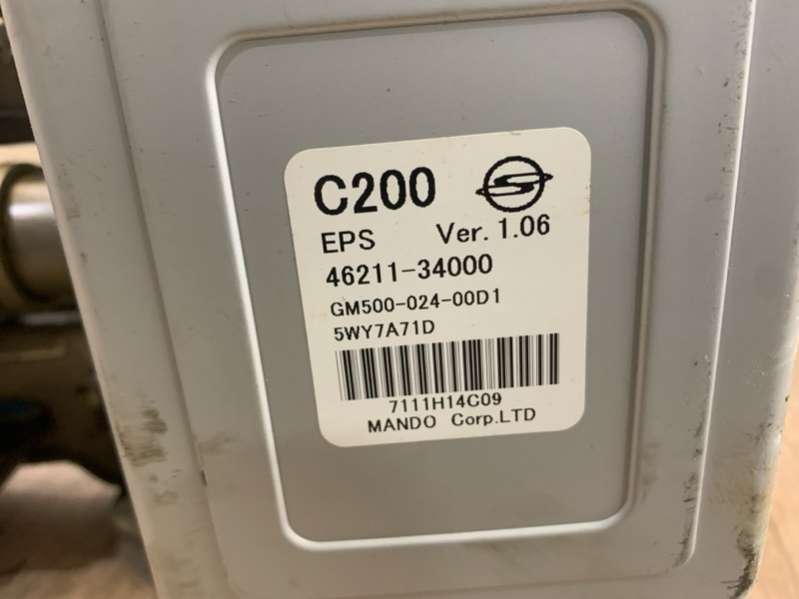 C200
EPS Ver. 1.06
46211-34000
GM500-024-00D1
5WY7A71D
7111H14C09
MANDO Corp.LTD